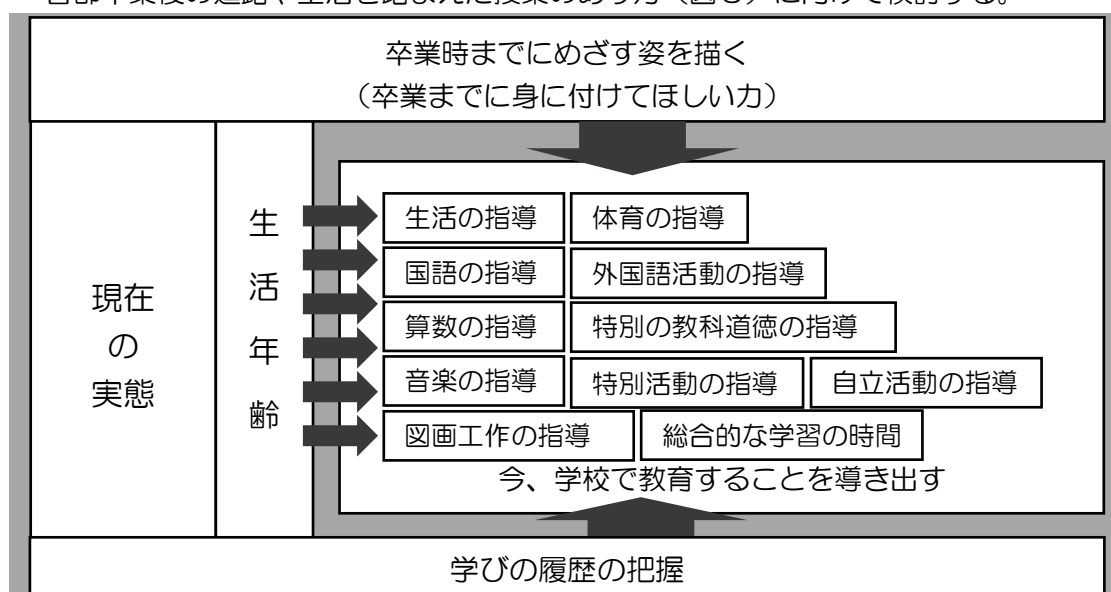 卒業時までにめざす姿を描く
（卒業までに身に付けてほしい力）
現在
の
実態
生
活
年
齢
生活の指導 体育の指導
国語の指導 外国語活動の指導
算数の指導 特別の教科道徳の指導
音楽の指導 特別活動の指導 自立活動の指導
図画工作の指導 総合的な学習の時間
今、学校で教育することを導き出す
学びの履歴の把握